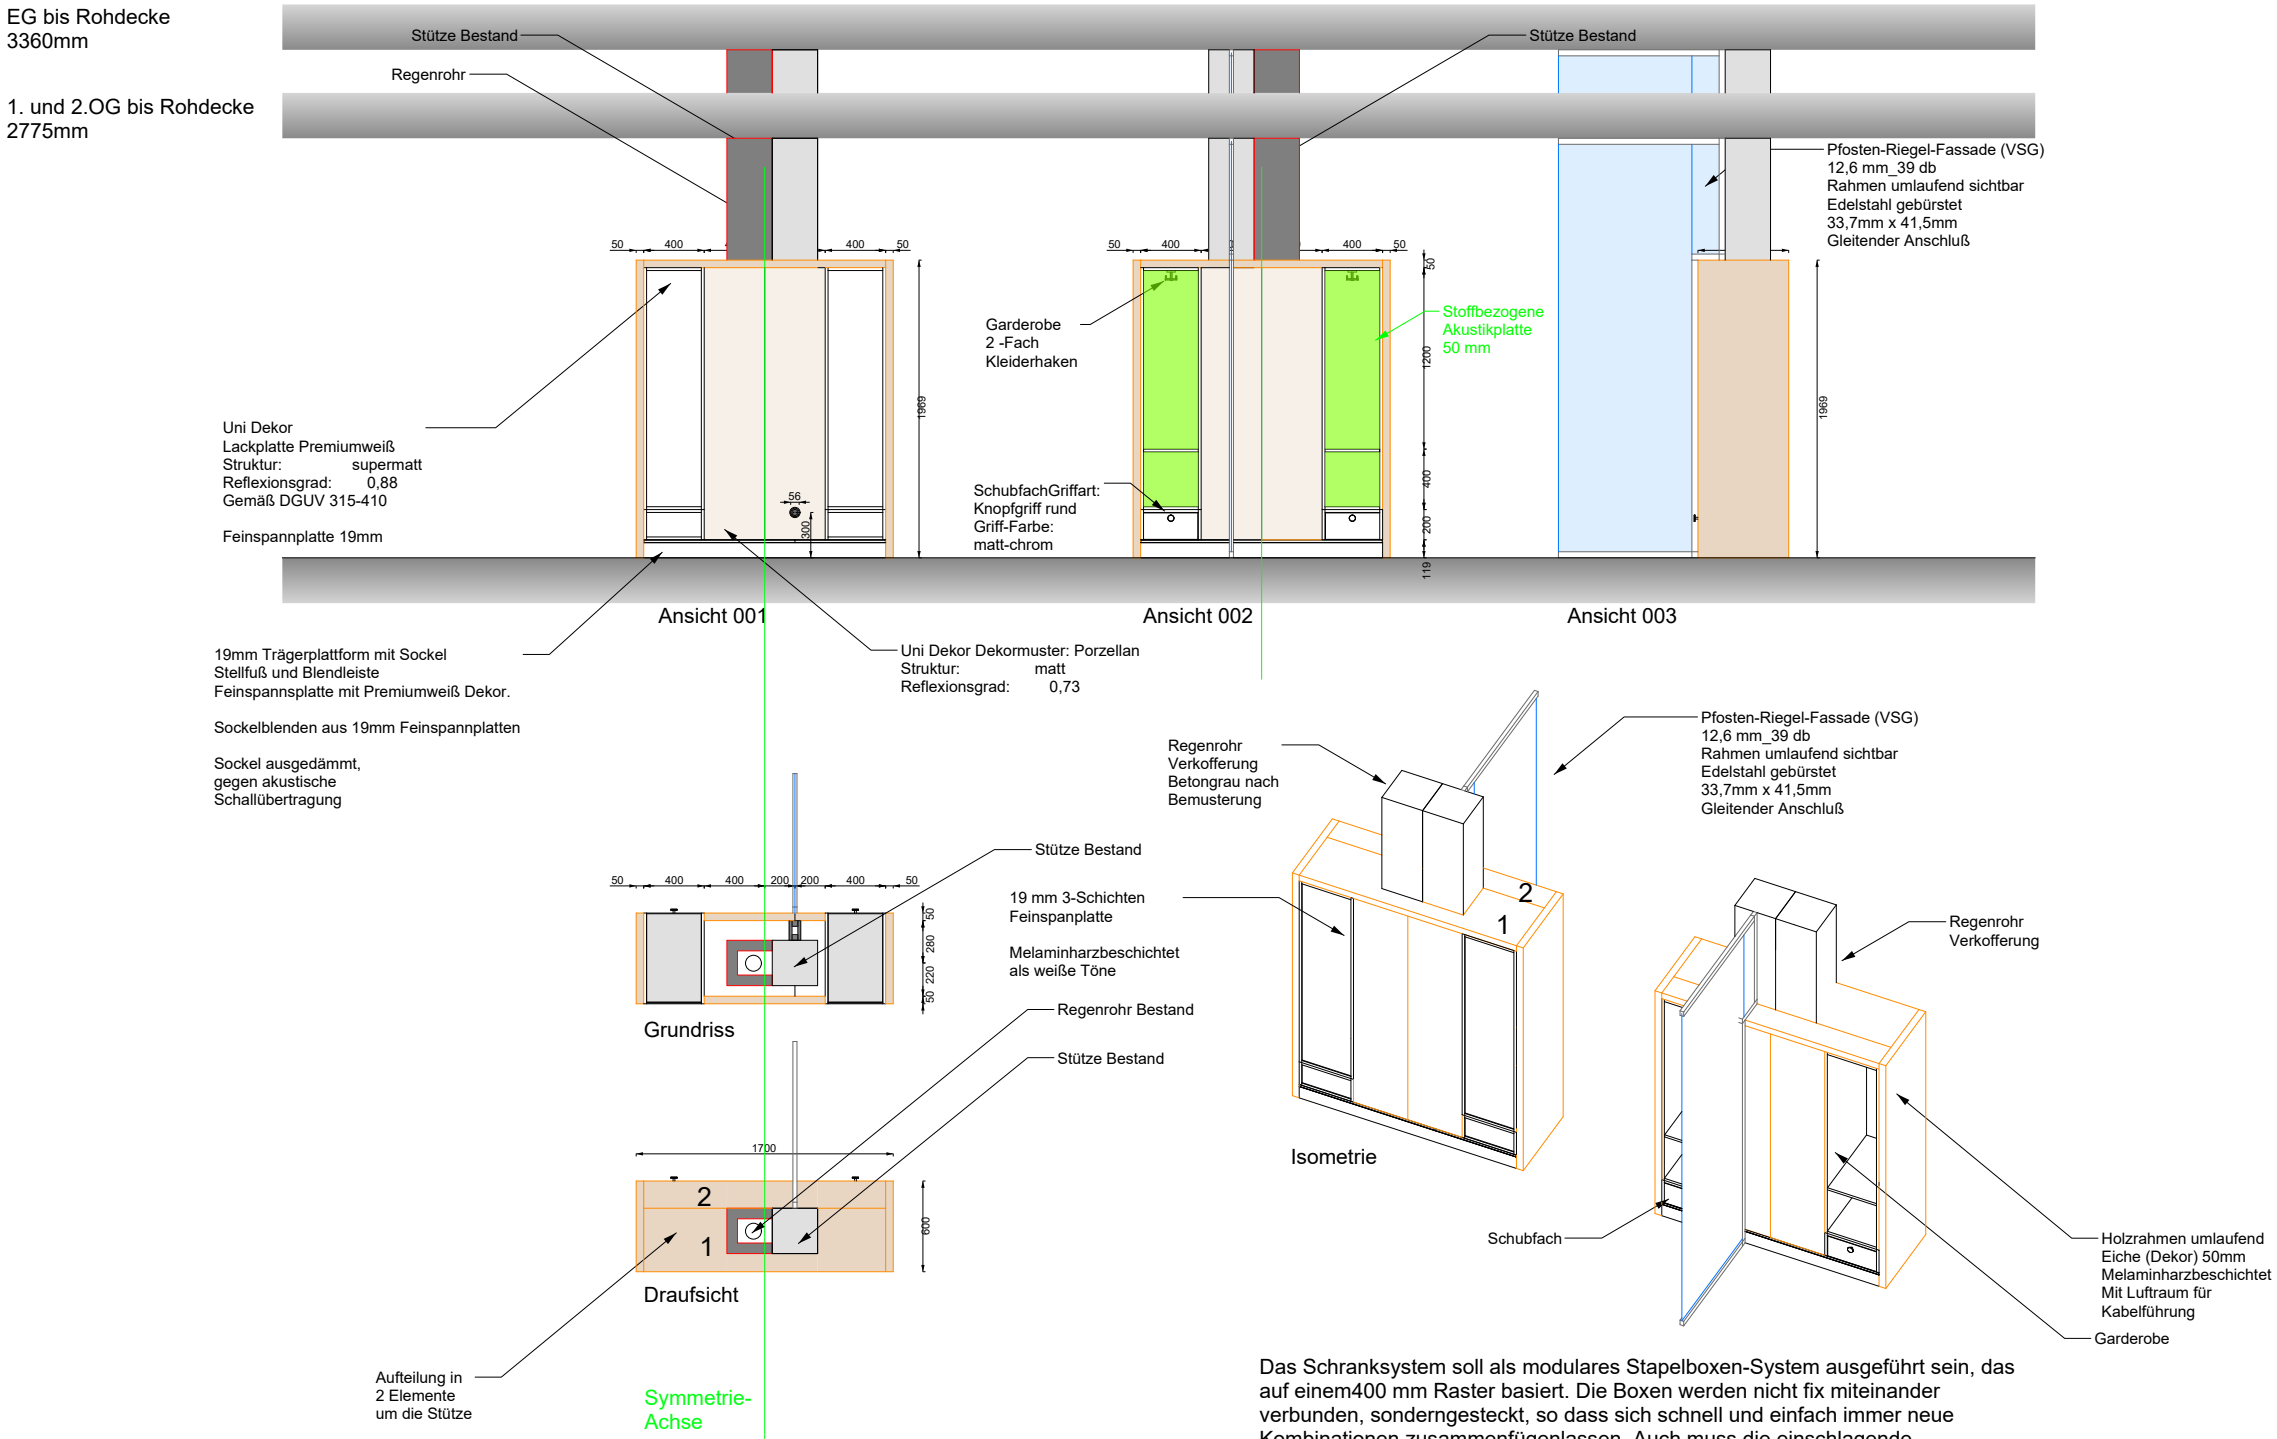 EG bis Rohdecke
3360mm
1. und 2.OG bis Rohdecke
2775mm
Stütze Bestand
Regenrohr
Stütze Bestand
Pfosten-Riegel-Fassade (VSG)
12,6 mm_39 db
Rahmen umlaufend sichtbar
Edelstahl gebürstet
33,7mm x 41,5mm
Gleitender Anschluß
50 400 400 50
50 400 400 50
50
1200
400
200
119
1969
1969
56
300
Garderobe
2 -Fach
Kleiderhaken
Stoffbezogene
Akustikplatte
50 mm
Uni Dekor
Lackplatte Premiumweiß
Struktur: supermatt
Reflexionsgrad: 0,88
Gemäß DGUV 315-410
Feinspannplatte 19mm
SchubfachGriffart:
Knopfgriff rund
Griff-Farbe:
matt-chrom
Ansicht 001
Ansicht 002
Ansicht 003
19mm Trägerplattform mit Sockel
Stellfuß und Blendleiste
Feinspannsplatte mit Premiumweiß Dekor.
Sockelblenden aus 19mm Feinspannplatten
Sockel ausgedämmt,
gegen akustische
Schallübertragung
Uni Dekor Dekormuster: Porzellan
Struktur: matt
Reflexionsgrad: 0,73
Regenrohr
Verkofferung
Betongrau nach
Bemusterung
Pfosten-Riegel-Fassade (VSG)
12,6 mm_39 db
Rahmen umlaufend sichtbar
Edelstahl gebürstet
33,7mm x 41,5mm
Gleitender Anschluß
Stütze Bestand
50 400 400 200 200 400 50
50
280
220
50
19 mm 3-Schichten
Feinspanplatte
Melaminharzbeschichtet
als weiße Töne
2
1
Regenrohr
Verkofferung
Grundriss
Regenrohr Bestand
Stütze Bestand
1700
600
2
1
Draufsicht
Isometrie
Schubfach
Holzrahmen umlaufend
Eiche (Dekor) 50mm
Melaminharzbeschichtet
Mit Luftraum für
Kabelführung
Garderobe
Aufteilung in
2 Elemente
um die Stütze
Symmetrie-
Achse
Das Schranksystem soll als modulares Stapelboxen-System ausgeführt sein, das
auf einem400 mm Raster basiert. Die Boxen werden nicht fix miteinander
verbunden, sonderngesteckt, so dass sich schnell und einfach immer neue
Kombinationen zusammenfügenlassen. Auch muss die einschlagende